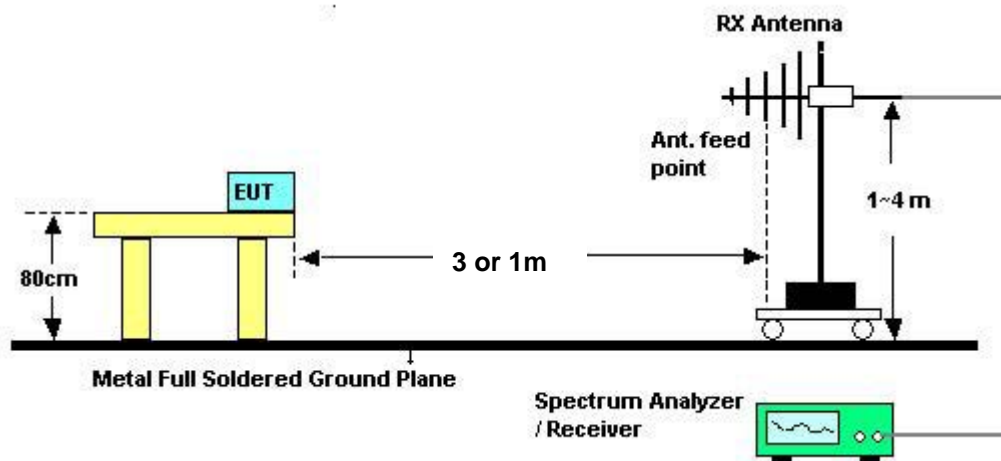 RX Antenna
Ant. feed
point
EUT
1~4 m
80cm
3 or 1m
Metal Full Soldered Ground Plane
Spectrum Analyzer
/ Receiver